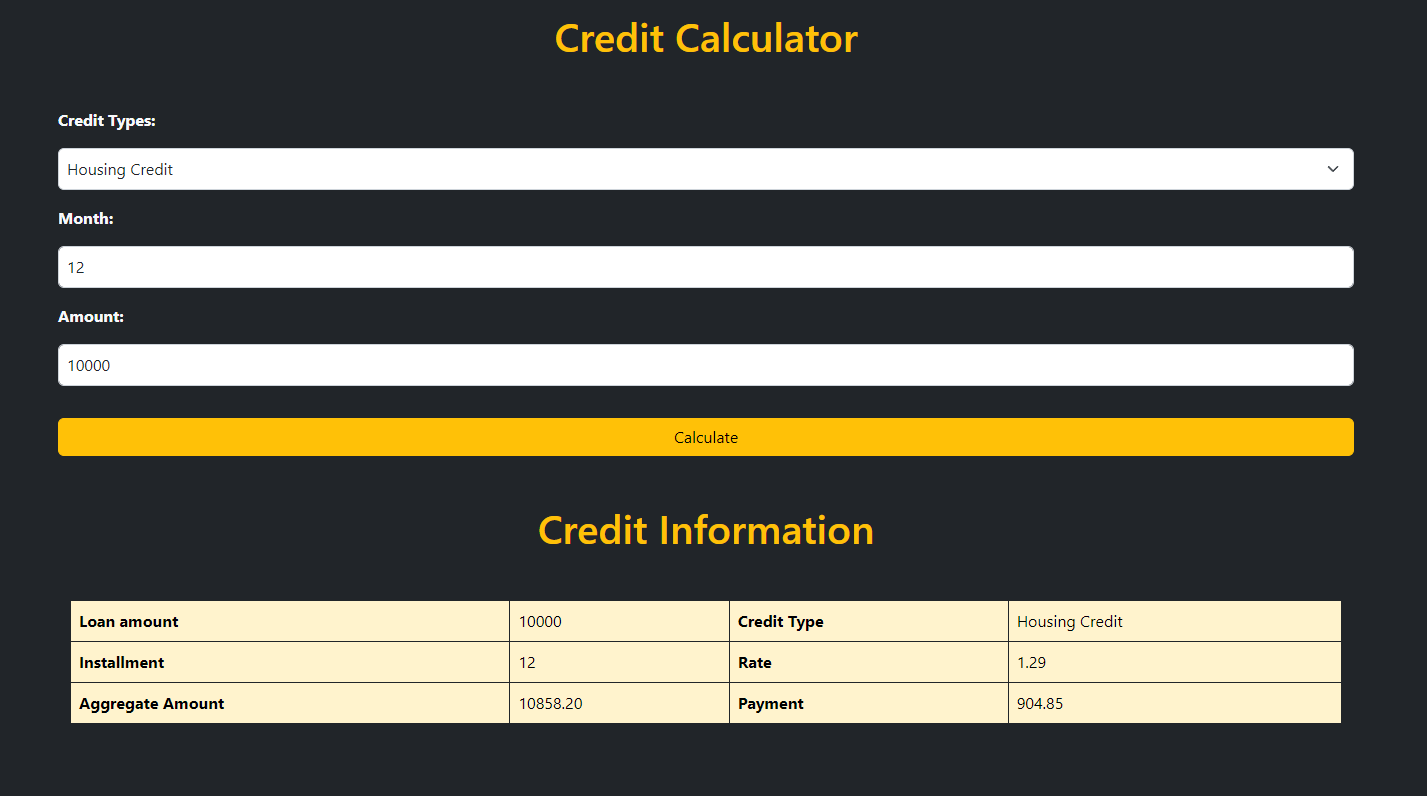 Credit Calculator
Credit Types:
Housing Credit
Month:
12
Amount:
10000
Calculate
Credit Information
Loan amount 10000 Credit Type Housing Credit
Installment 12 Rate 1.29
Aggregate Amount 10858.20 Payment 904.85